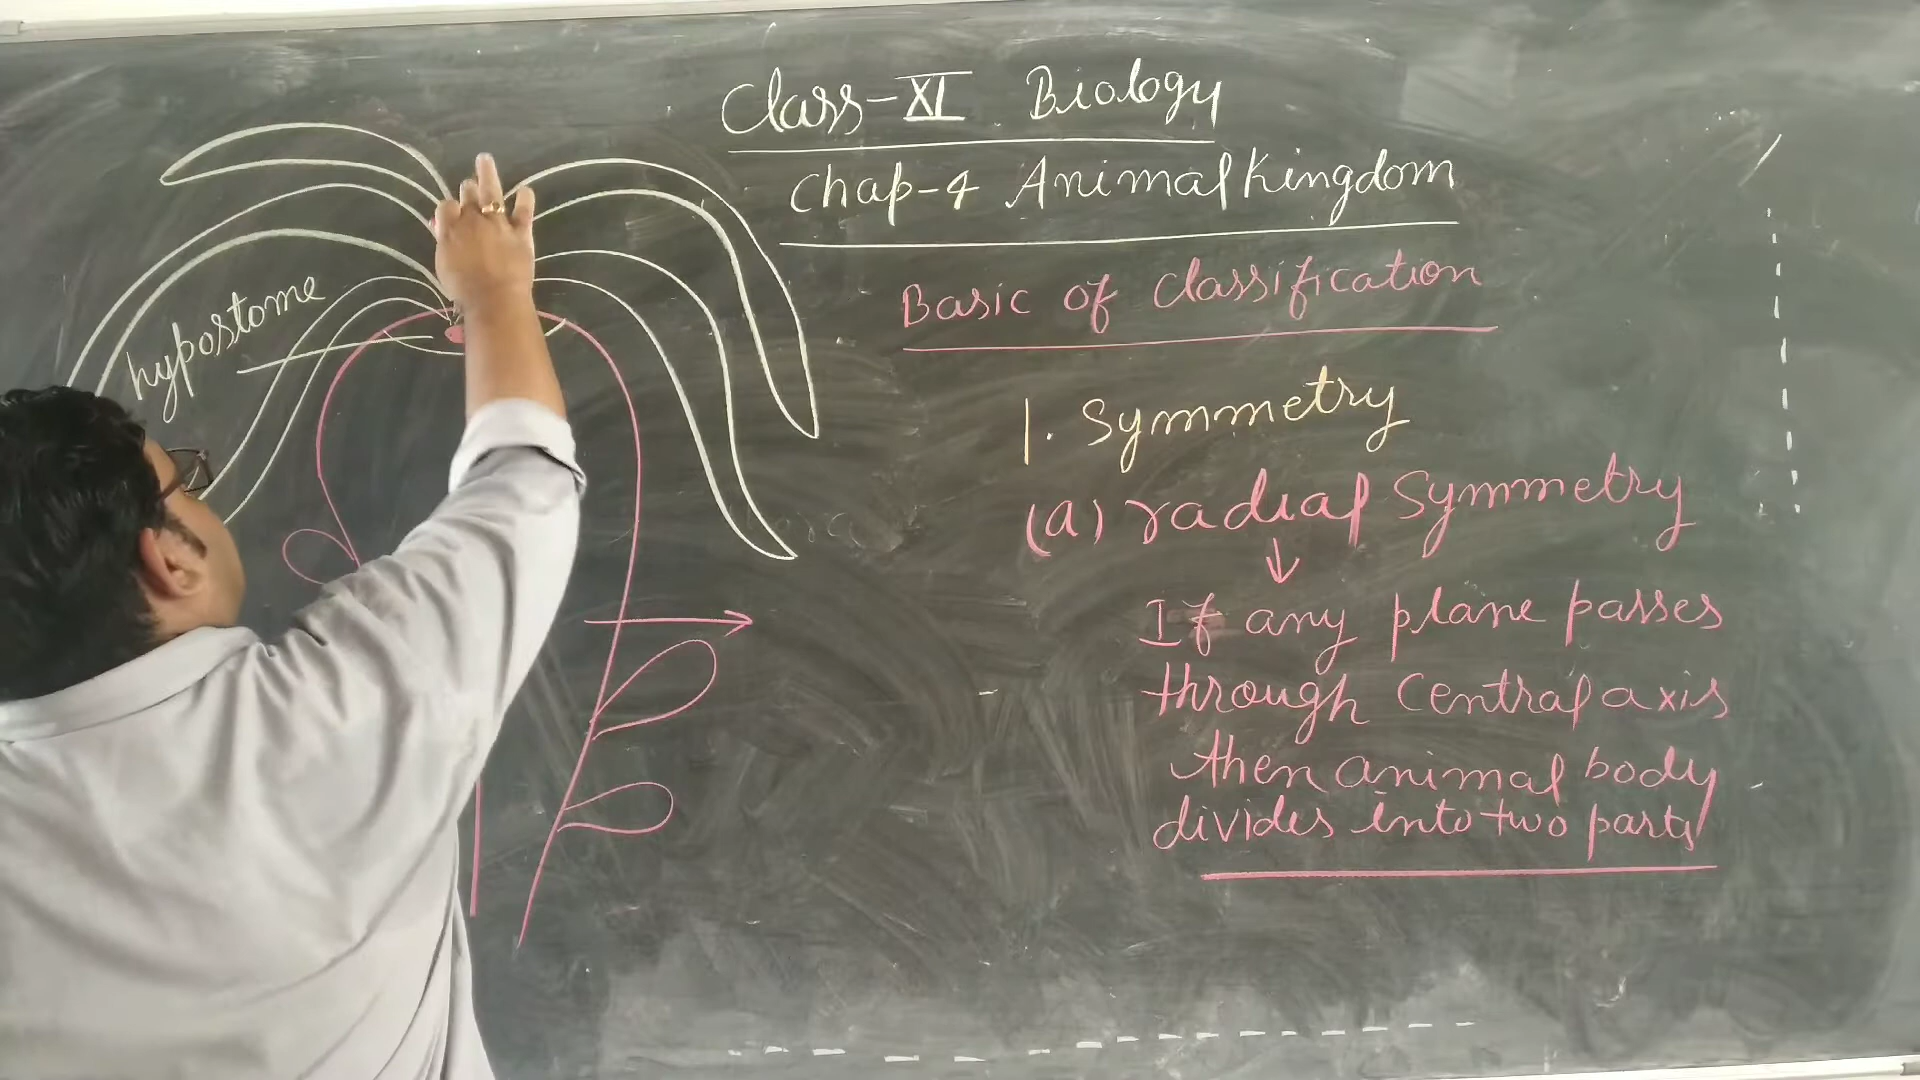 Class-XI Biology
Chap-4 Animal Kingdom
Basic of classification
hypostome
1. Symmetry
(a) radial Symmetry
↓
If any plane passes
through Central axis
then animal body
divides into two parts